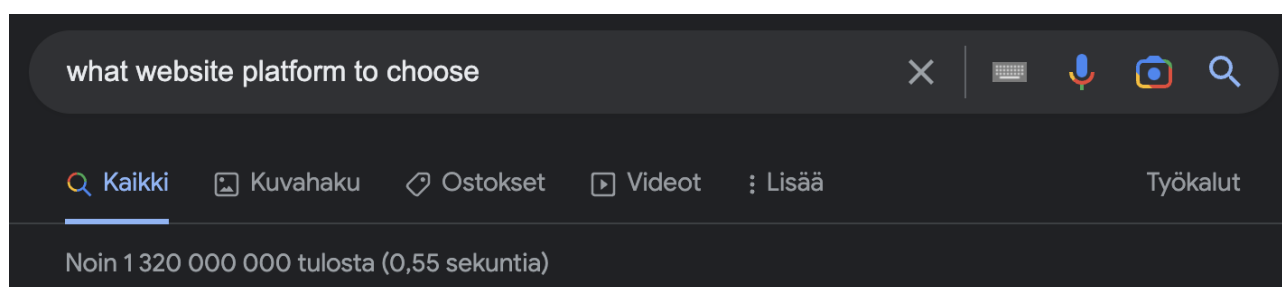 what website platform to choose
Kaikki Kuvahaku Ostokset Videot Lisää Työkalut
Noin 1 320 000 000 tulosta (0,55 sekuntia)